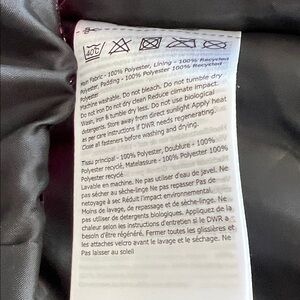 40℃
Main Fabric - 100% Polyester, Lining - 100% Recycled
Polyester, Padding - 100% Polyester 100% Recycled
Polyester
Machine washable. Do not bleach. Do not tumble dry
Do not iron Do not dry clean Reduce climate impact.
Wash, iron & tumble dry less. Do not use biological
detergents. Store away from direct sunlight Apply heat
as per care instructions if DWR needs regenerating.
Close all fasteners before washing and drying.
Tissu principal - 100% Polyester, Doublure - 100%
Polyester recyclé, Matelassure - 100% Polyester 100%
Polyester recyclé
Lavable en machine. Ne pas utiliser d'eau de javel. Ne
pas sécher au sèche-linge Ne pas repasser Pas de
nettoyage à sec Réduit l'impact environnemental.
Moins de lavage, de repassage et de sèche-linge. Ne
pas utiliser de detergents biologiques. Appliquez de la
chaleur selon les instructions d'entretien si le DWR a
besoin d'être régénéré. Fermer toutes les glissières et
les attaches velcro avant le lavage et le séchage. Ne
Pas laisser au soleil